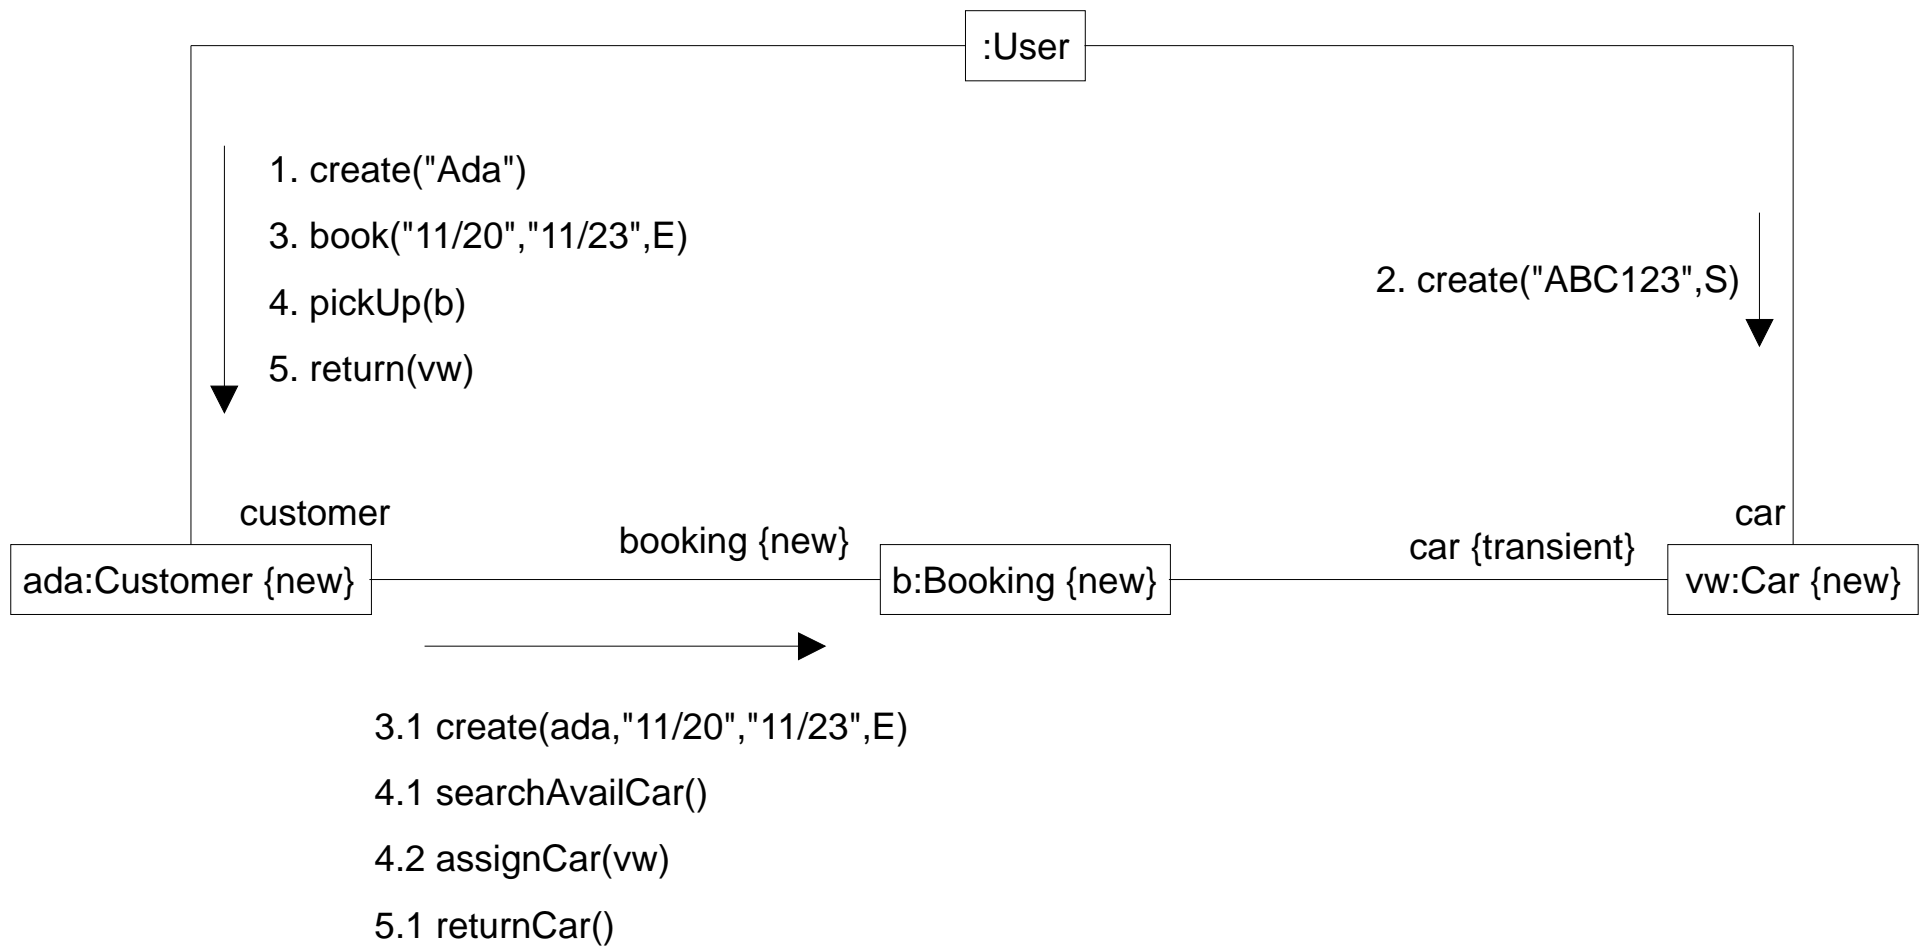 :User
1. create("Ada")
3. book("11/20","11/23",E)
4. pickUp(b)
5. return(vw)
2. create("ABC123",S)
customer
booking {new}
car {transient}
car
ada:Customer {new}
b:Booking {new}
vw:Car {new}
3.1 create(ada,"11/20","11/23",E)
4.1 searchAvailCar()
4.2 assignCar(vw)
5.1 returnCar()